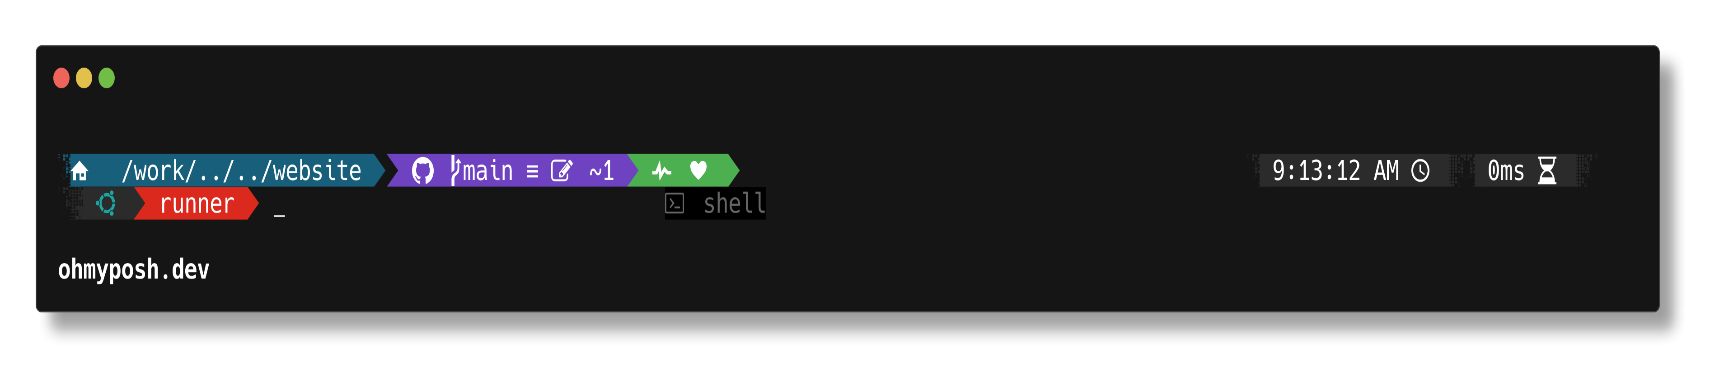 /work/../../website main ≡ ~1 9:13:12 AM 0ms
runner _ shell
ohmyposh.dev